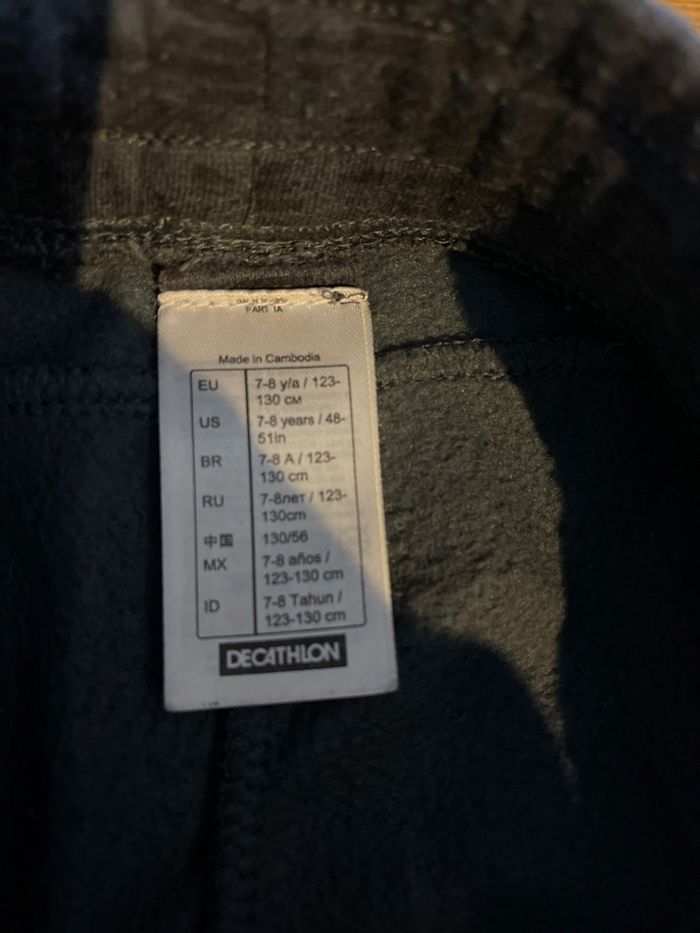 PART 1A
Made in Cambodia
EU 7-8 y/a / 123-
130 CM
US 7-8 years / 48-
51in
BR 7-8 A / 123-
130 cm
RU 7-8лет / 123-
130cm
中国 130/56
MX 7-8 años /
123-130 cm
ID 7-8 Tahun /
123-130 cm
DECATHLON